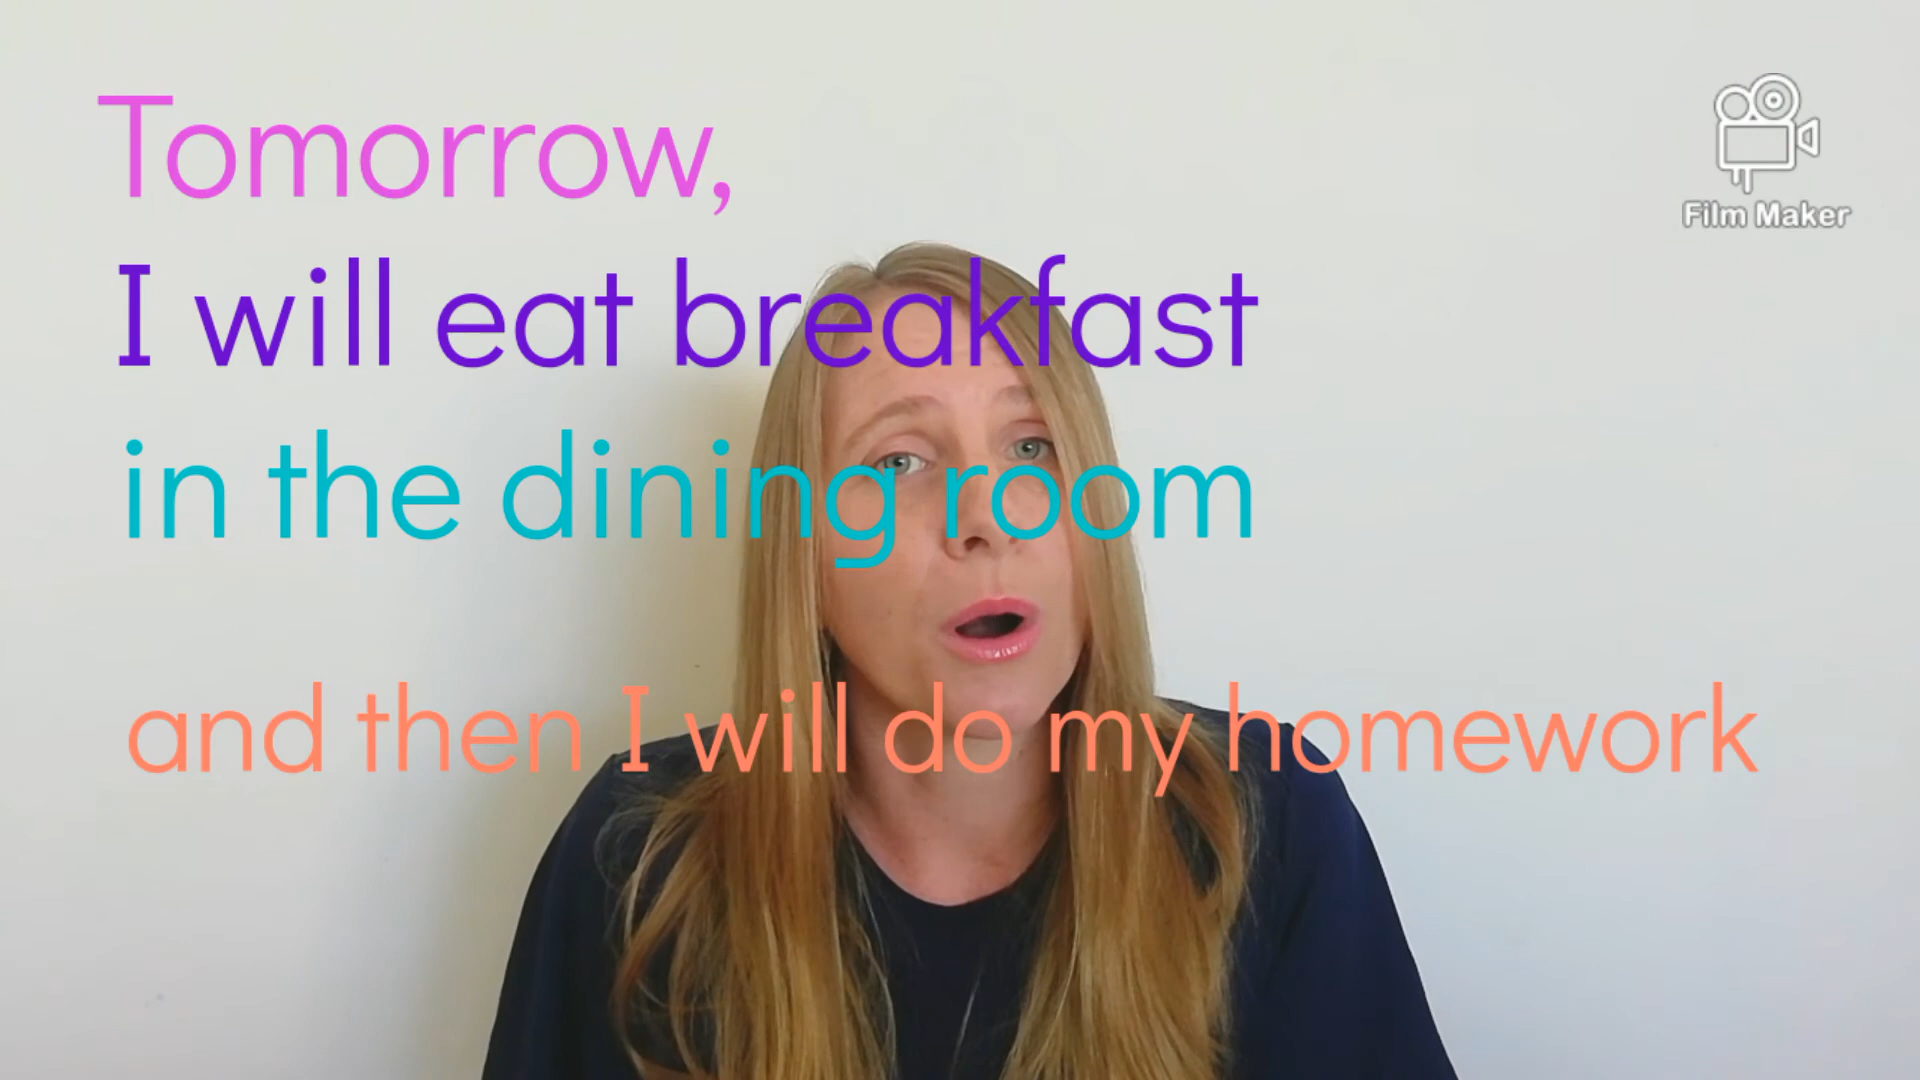 Tomorrow,
I will eat breakfast
in the dining room
and then I will do my homework
Film Maker